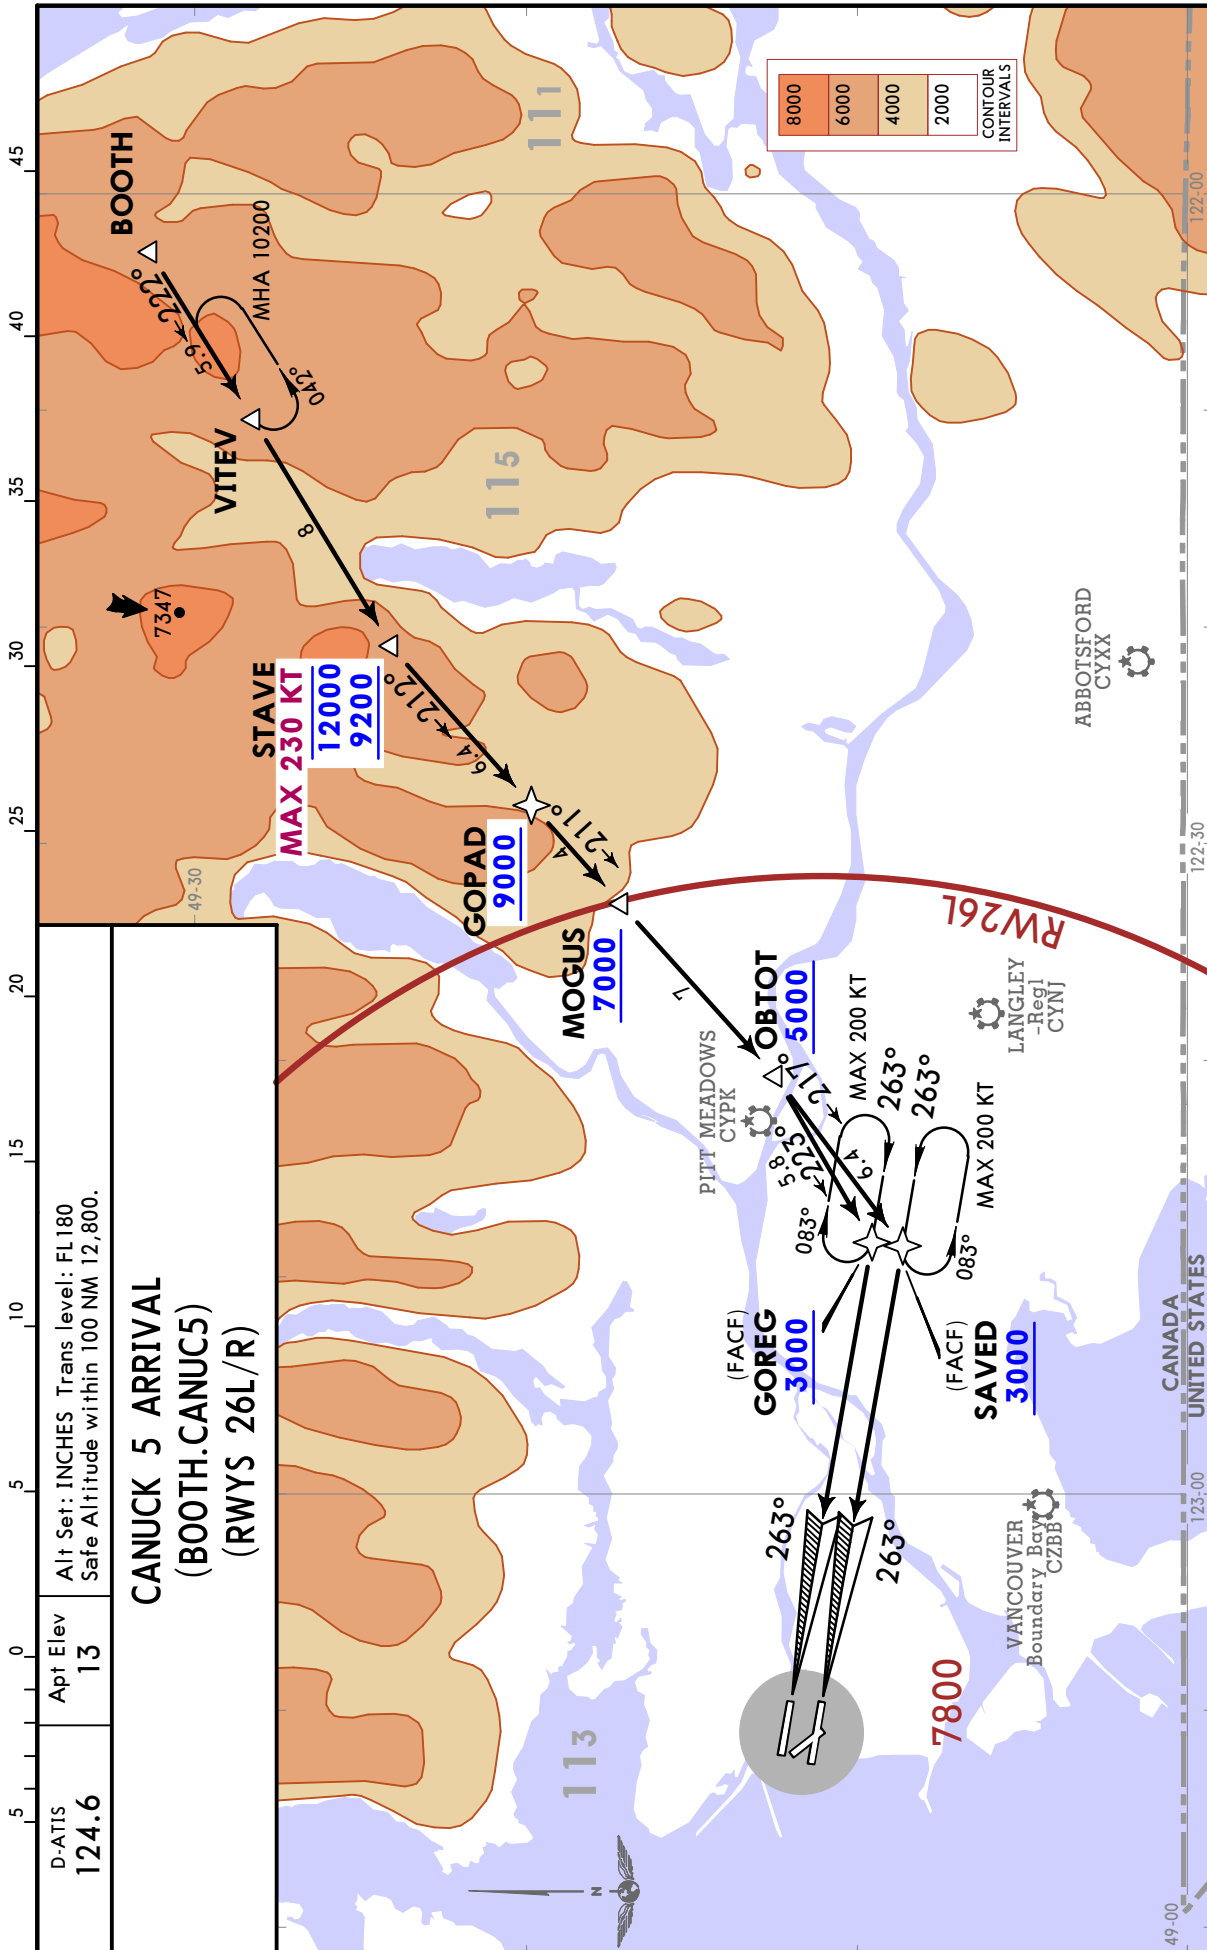 D-ATIS
124.6
Apt Elev
13
Alt Set: INCHES Trans level: FL180
Safe Altitude within 100 NM 12,800.
CANUCK 5 ARRIVAL
(BOOTH.CANUC5)
(RWYS 26L/R)
5
0
5
10
15
20
25
30
35
40
45
BOOTH
222°
5.9
MHA 10200
042°
VITEV
8
7347
STAVE
MAX 230 KT
12000
9200
212°
6.4
GOPAD
9000
211°
4
MOGUS
7000
7
OBTOT
5000
217°
6.4
223°
5.8
MAX 200 KT
263°
263°
MAX 200 KT
083°
083°
(FACF)
GOREG
3000
(FACF)
SAVED
3000
263°
263°
RW26L
7800
111
115
113
49-30
49-00
122-00
122-30
123-00
PITT MEADOWS
CYPK
LANGLEY
-Regl
CYNJ
ABBOTSFORD
CYXX
VANCOUVER
Boundary Bay
CZBB
CANADA
UNITED STATES
N
8000
6000
4000
2000
CONTOUR
INTERVALS